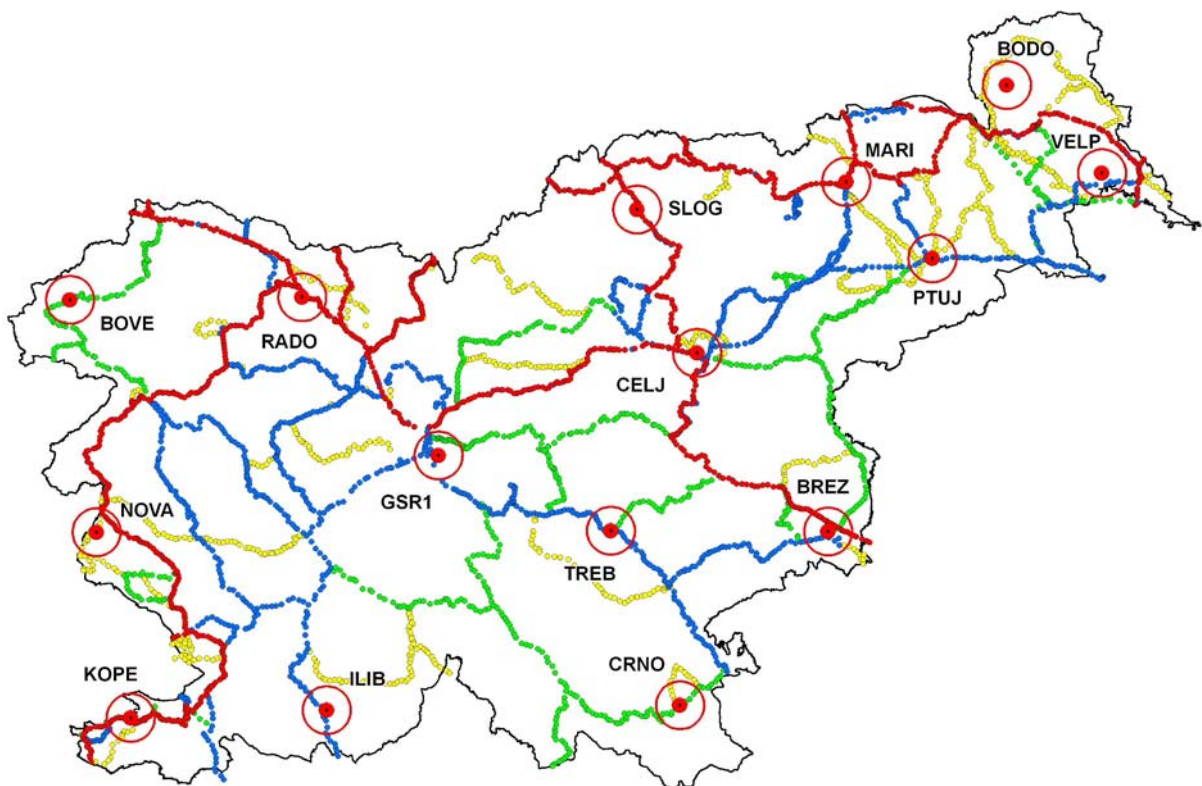 BODO
MARI
VELP
SLOG
BOVE
RADO
PTUJ
CELJ
GSR1
BREZ
NOVA
TREB
KOPE
ILIB
CRNO